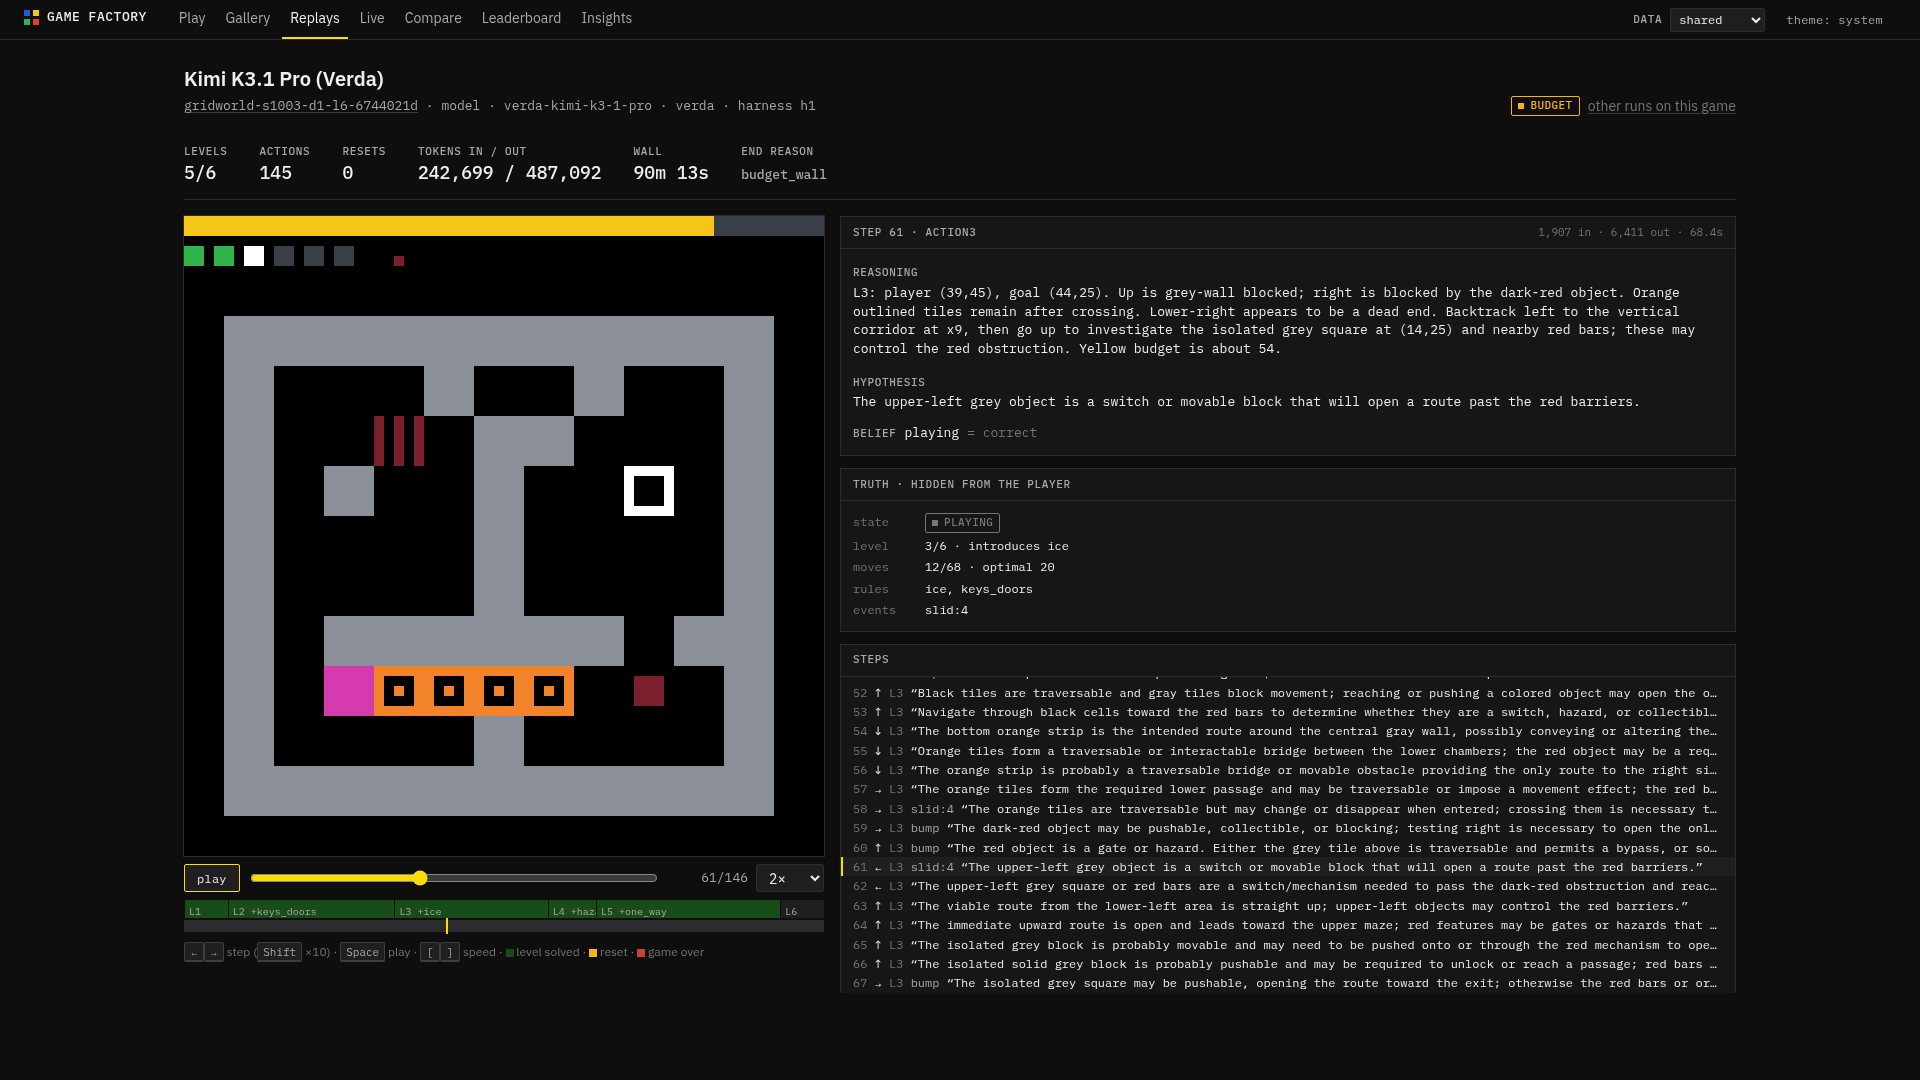 GAME FACTORY Play Gallery Replays Live Compare Leaderboard Insights DATA shared theme: system
Kimi K3.1 Pro (Verda)
gridworld-s1003-d1-l6-6744021d · model · verda-kimi-k3-1-pro · verda · harness h1
BUDGET other runs on this game
LEVELS ACTIONS RESETS TOKENS IN / OUT WALL END REASON
5/6 145 0 242,699 / 487,092 90m 13s budget_wall
STEP 61 · ACTION3 1,907 in · 6,411 out · 68.4s
REASONING
L3: player (39,45), goal (44,25). Up is grey-wall blocked; right is blocked by the dark-red object. Orange
outlined tiles remain after crossing. Lower-right appears to be a dead end. Backtrack left to the vertical
corridor at x9, then go up to investigate the isolated grey square at (14,25) and nearby red bars; these may
control the red obstruction. Yellow budget is about 54.
HYPOTHESIS
The upper-left grey object is a switch or movable block that will open a route past the red barriers.
BELIEF playing = correct
TRUTH · HIDDEN FROM THE PLAYER
state PLAYING
level 3/6 · introduces ice
moves 12/68 · optimal 20
rules ice, keys_doors
events slid:4
STEPS
52 ↑ L3 “Black tiles are traversable and gray tiles block movement; reaching or pushing a colored object may open the o…
53 ↑ L3 “Navigate through black cells toward the red bars to determine whether they are a switch, hazard, or collectibl…
54 ↓ L3 “The bottom orange strip is the intended route around the central gray wall, possibly conveying or altering the…
55 ↓ L3 “Orange tiles form a traversable or interactable bridge between the lower chambers; the red object may be a req…
56 ↓ L3 “The orange strip is probably a traversable bridge or movable obstacle providing the only route to the right si…
57 → L3 “The orange tiles form the required lower passage and may be traversable or impose a movement effect; the red b…
58 → L3 slid:4 “The orange tiles are traversable but may change or disappear when entered; crossing them is necessary t…
59 → L3 bump “The dark-red object may be pushable, collectible, or blocking; testing right is necessary to open the onl…
60 ↑ L3 bump “The red object is a gate or hazard. Either the grey tile above is traversable and permits a bypass, or so…
61 ← L3 slid:4 “The upper-left grey object is a switch or movable block that will open a route past the red barriers.”
62 ← L3 “The upper-left grey square or red bars are a switch/mechanism needed to pass the dark-red obstruction and reac…
63 ↑ L3 “The viable route from the lower-left area is straight up; upper-left objects may control the red barriers.”
64 ↑ L3 “The immediate upward route is open and leads toward the upper maze; red features may be gates or hazards that …
65 ↑ L3 “The isolated grey block is probably movable and may need to be pushed onto or through the red mechanism to ope…
66 ↑ L3 “The isolated solid grey block is probably pushable and may be required to unlock or reach a passage; red bars …
67 → L3 bump “The isolated grey square may be pushable, opening the route toward the exit; otherwise the red bars or or…
play 61/146 2×
L1 L2 +keys_doors L3 +ice L4 +haz L5 +one_way L6
← → step (Shift ×10) · Space play · [ ] speed · level solved · reset · game over